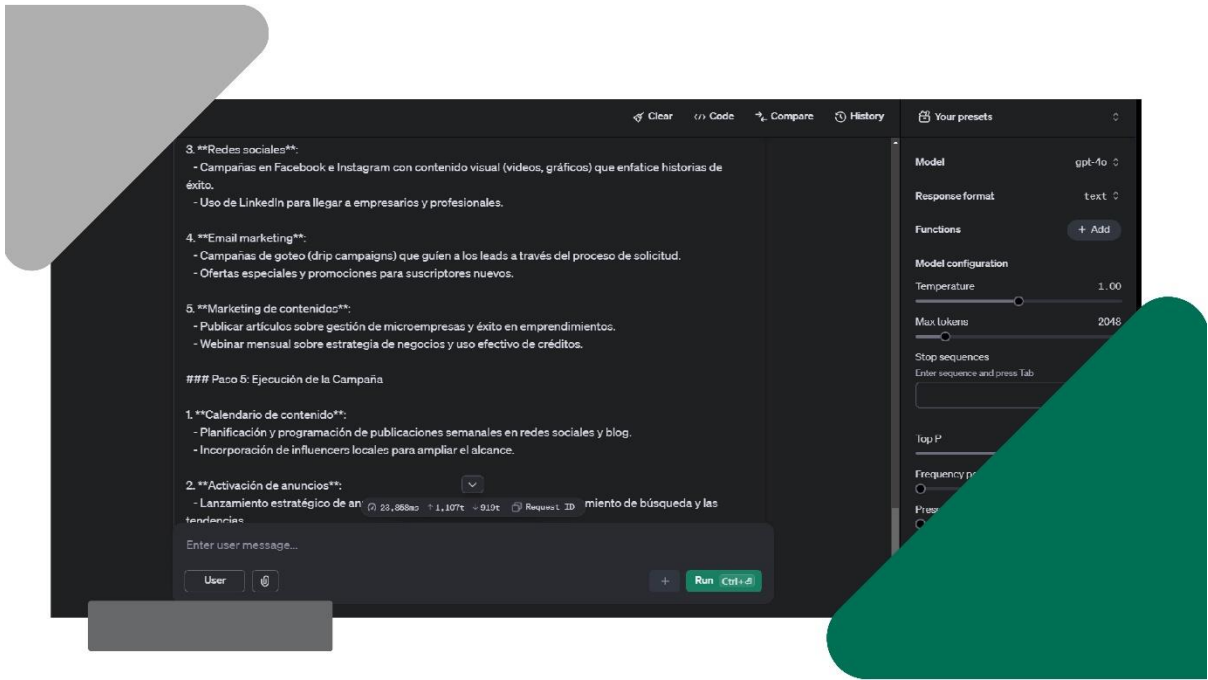 Clear
Code
Compare
History
Your presets
3. **Redes sociales**:
- Campañas en Facebook e Instagram con contenido visual (videos, gráficos) que enfatice historias de
éxito.
- Uso de LinkedIn para llegar a empresarios y profesionales.
4. **Email marketing**:
- Campañas de goteo (drip campaigns) que guíen a los leads a través del proceso de solicitud.
- Ofertas especiales y promociones para suscriptores nuevos.
5. **Marketing de contenidos**:
- Publicar artículos sobre gestión de microempresas y éxito en emprendimientos.
- Webinar mensual sobre estrategia de negocios y uso efectivo de créditos.
### Paso 5: Ejecución de la Campaña
1. **Calendario de contenido**:
- Planificación y programación de publicaciones semanales en redes sociales y blog.
- Incorporación de influencers locales para ampliar el alcance.
2. **Activación de anuncios**:
- Lanzamiento estratégico de
miento de búsqueda y las
tendencias
↑1,107t ↓919t Request ID
Enter user message...
User
+ Run Ctrl+
Model gpt-4o
Response format text
Functions + Add
Model configuration
Temperature 1.00
Max tokens 2048
Stop sequences
Enter sequence and press Tab
Top P
Frequency